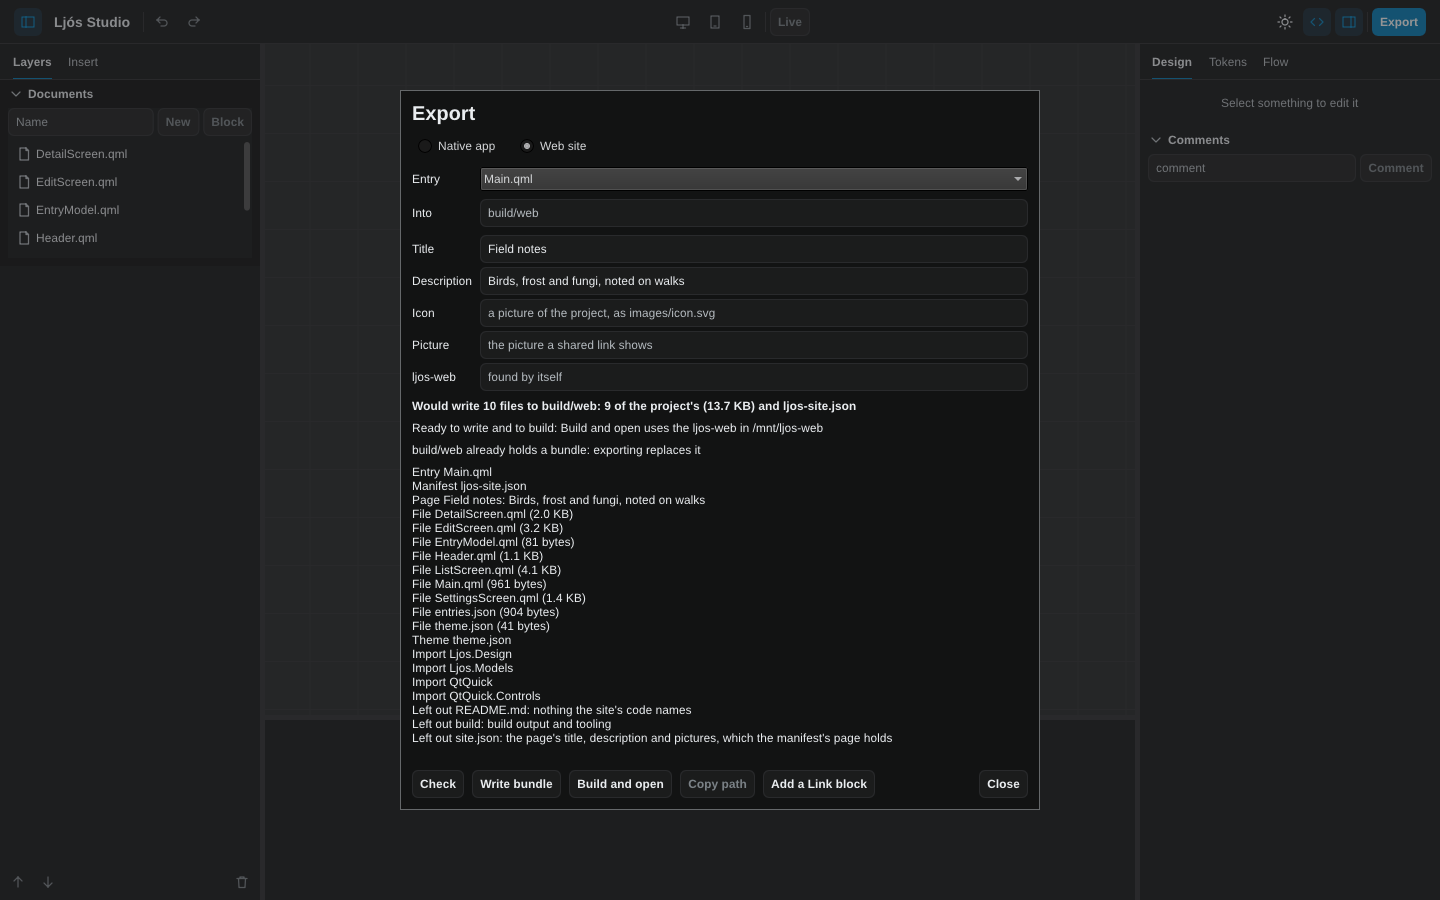 Ljós Studio
Live
Export
Layers
Insert
Documents
Name
New
Block
DetailScreen.qml
EditScreen.qml
EntryModel.qml
Header.qml
Export
Native app
Web site
Entry
Main.qml
Into
build/web
Title
Field notes
Description
Birds, frost and fungi, noted on walks
Icon
a picture of the project, as images/icon.svg
Picture
the picture a shared link shows
ljos-web
found by itself
Would write 10 files to build/web: 9 of the project's (13.7 KB) and ljos-site.json
Ready to write and to build: Build and open uses the ljos-web in /mnt/ljos-web
build/web already holds a bundle: exporting replaces it
Entry Main.qml
Manifest ljos-site.json
Page Field notes: Birds, frost and fungi, noted on walks
File DetailScreen.qml (2.0 KB)
File EditScreen.qml (3.2 KB)
File EntryModel.qml (81 bytes)
File Header.qml (1.1 KB)
File ListScreen.qml (4.1 KB)
File Main.qml (961 bytes)
File SettingsScreen.qml (1.4 KB)
File entries.json (904 bytes)
File theme.json (41 bytes)
Theme theme.json
Import Ljos.Design
Import Ljos.Models
Import QtQuick
Import QtQuick.Controls
Left out README.md: nothing the site's code names
Left out build: build output and tooling
Left out site.json: the page's title, description and pictures, which the manifest's page holds
Check
Write bundle
Build and open
Copy path
Add a Link block
Close
Design
Tokens
Flow
Select something to edit it
Comments
comment
Comment